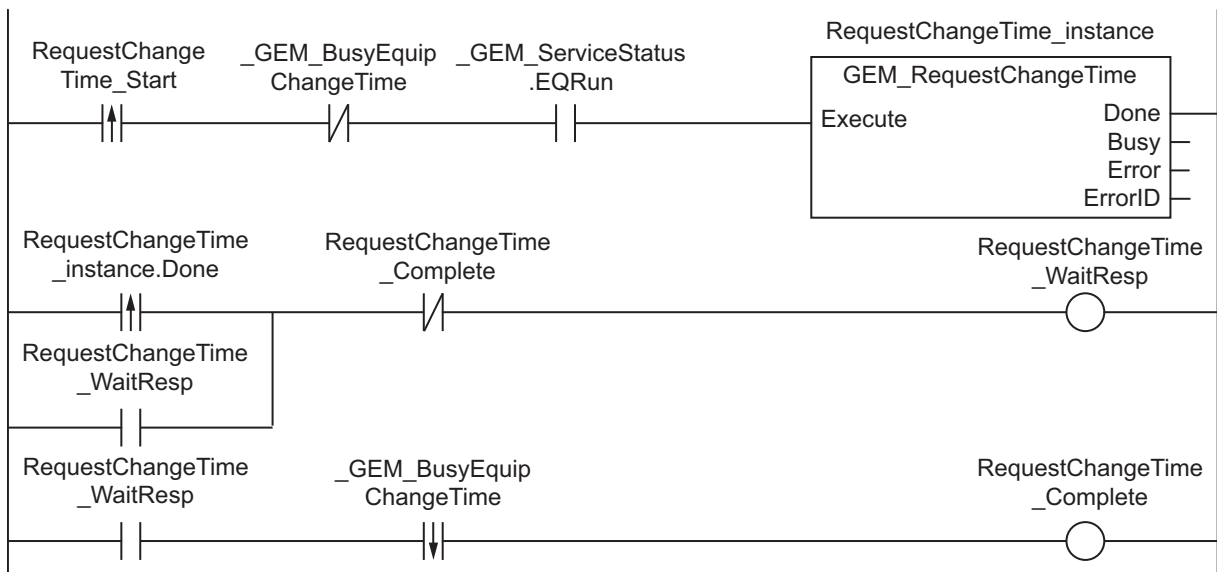 RequestChange
Time_Start
_GEM_BusyEquip
ChangeTime
_GEM_ServiceStatus
.EQRun
RequestChangeTime_instance
GEM_RequestChangeTime
Execute
Done
Busy
Error
ErrorID
RequestChangeTime
_instance.Done
RequestChangeTime
_Complete
RequestChangeTime
_WaitResp
RequestChangeTime
_WaitResp
RequestChangeTime
_WaitResp
_GEM_BusyEquip
ChangeTime
RequestChangeTime
_Complete